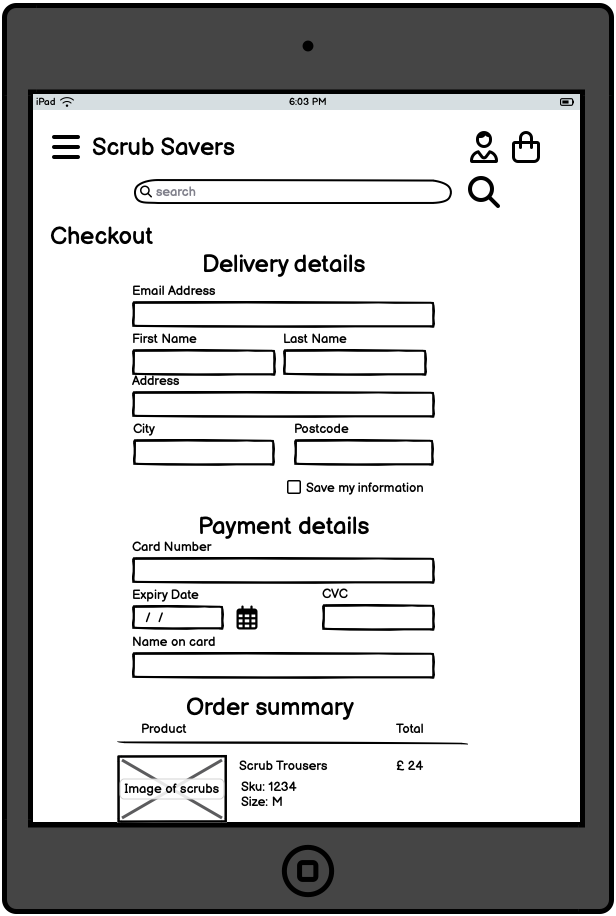 iPad 6:03 PM
Scrub Savers
search
Checkout
Delivery details
Email Address
First Name Last Name
Address
City Postcode
Save my information
Payment details
Card Number
Expiry Date CVC
/ /
Name on card
Order summary
Product Total
Scrub Trousers £ 24
Image of scrubs Sku: 1234
Size: M